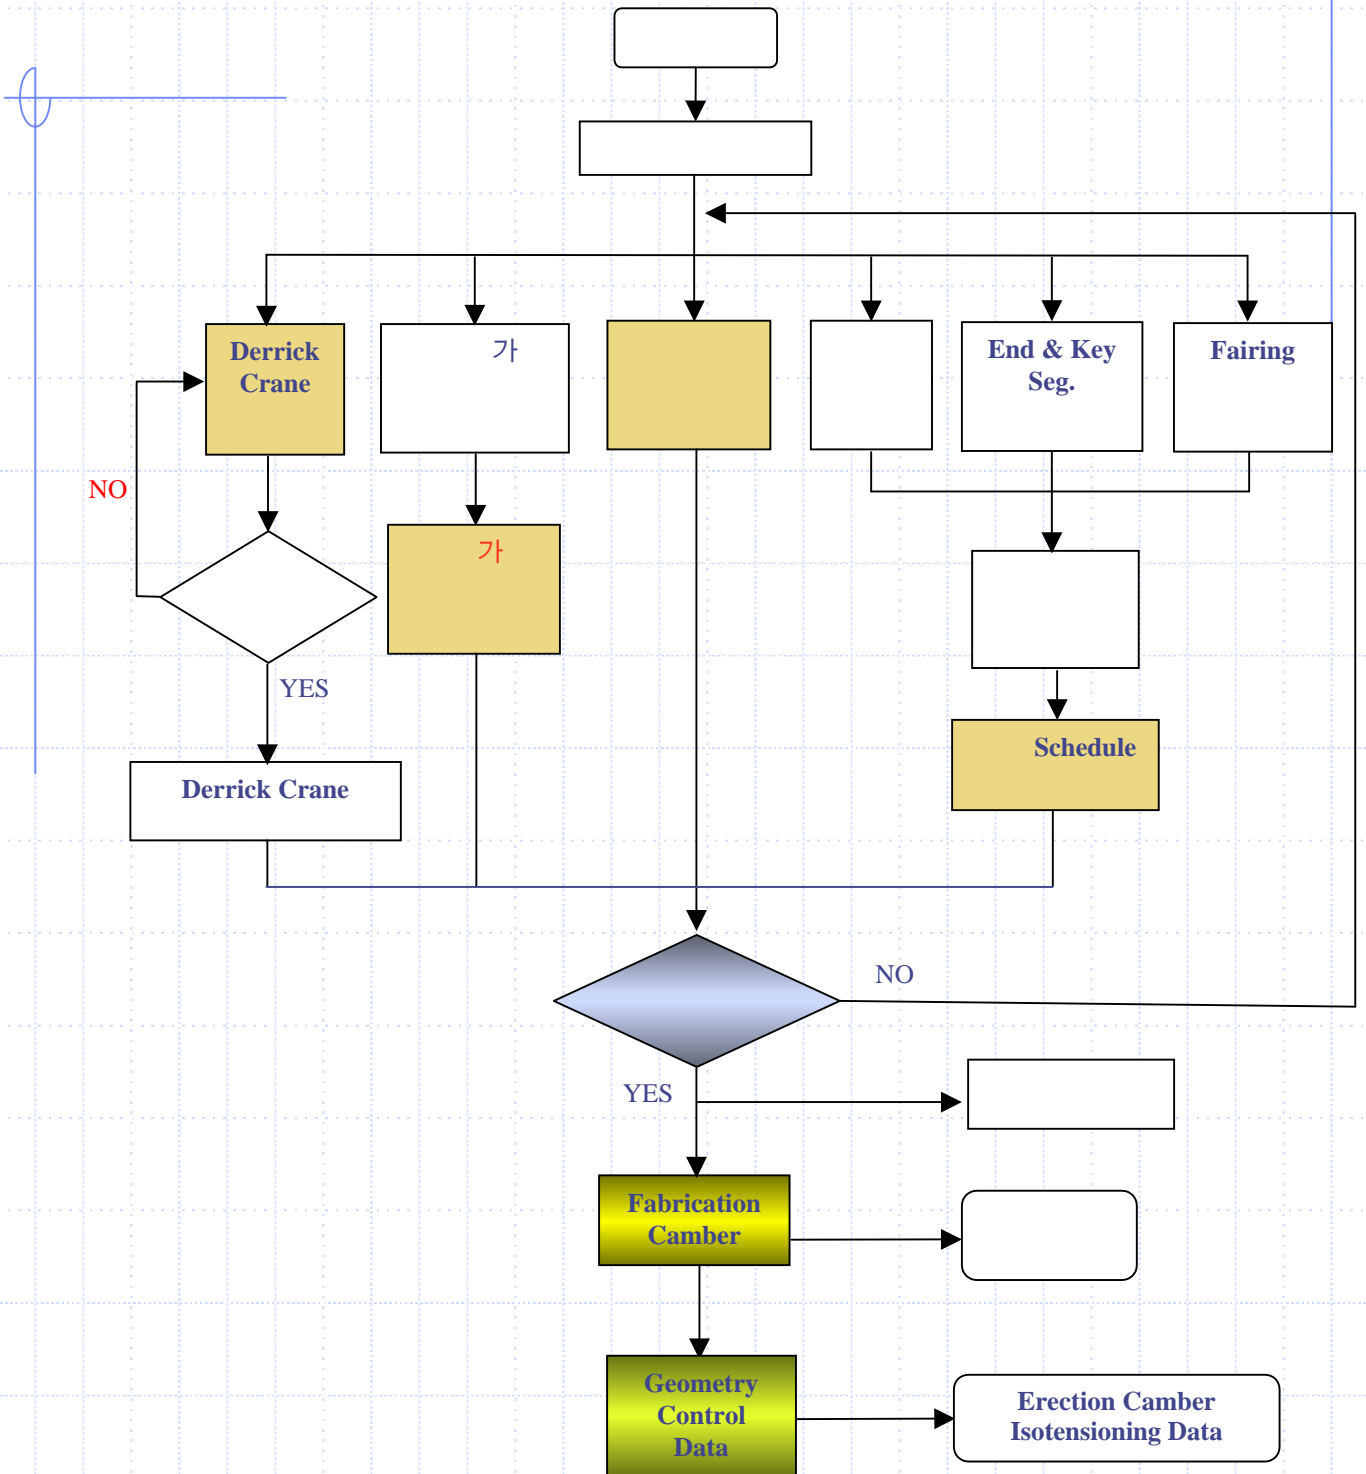 Derrick
Crane
가
End & Key
Seg.
Fairing
NO
가
YES
Schedule
Derrick Crane
NO
YES
Fabrication
Camber
Geometry
Control
Data
Erection Camber
Isotensioning Data